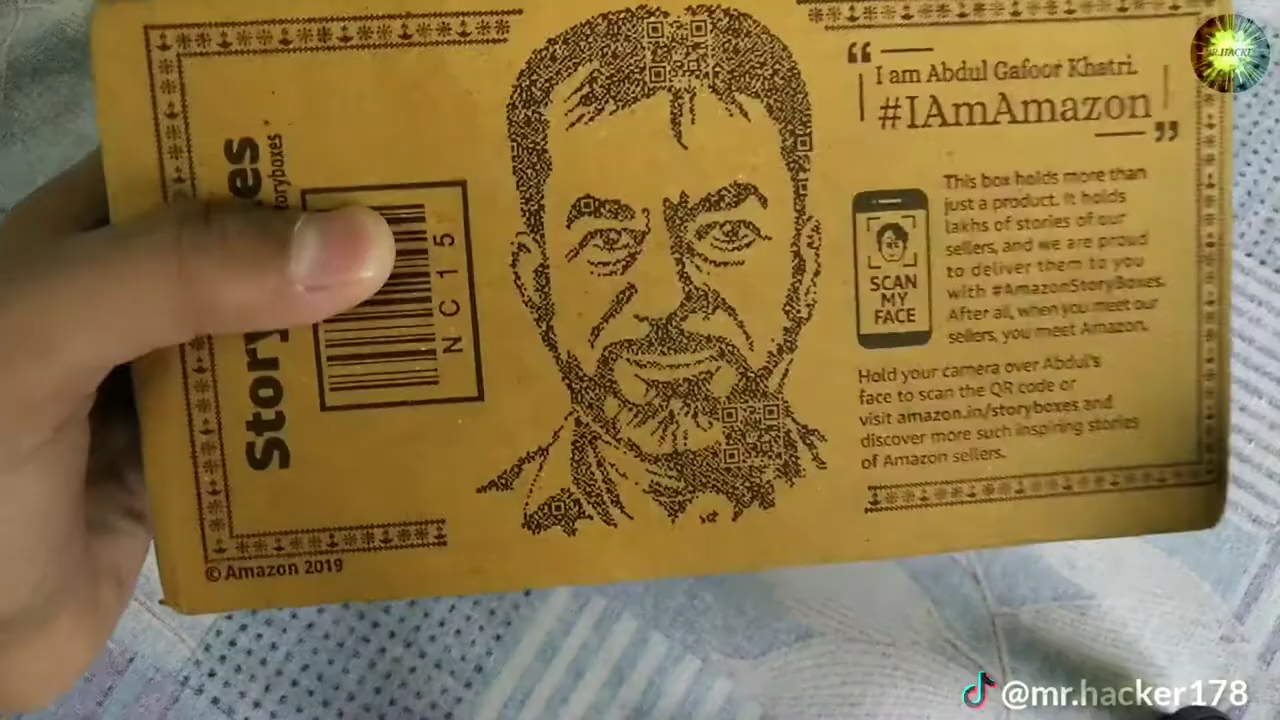 “ I am Abdul Gafoor Khatri.
#IAmAmazon ”
This box holds more than
just a product. It holds
lakhs of stories of our
sellers, and we are proud
to deliver them to you
with #AmazonStoryBoxes.
After all, when you meet our
sellers, you meet Amazon.
SCAN
MY
FACE
Hold your camera over Abdul's
face to scan the QR code or
visit amazon.in/storyboxes and
discover more such inspiring stories
of Amazon sellers.
NC15
© Amazon 2019
MR.HACKER
@mr.hacker178